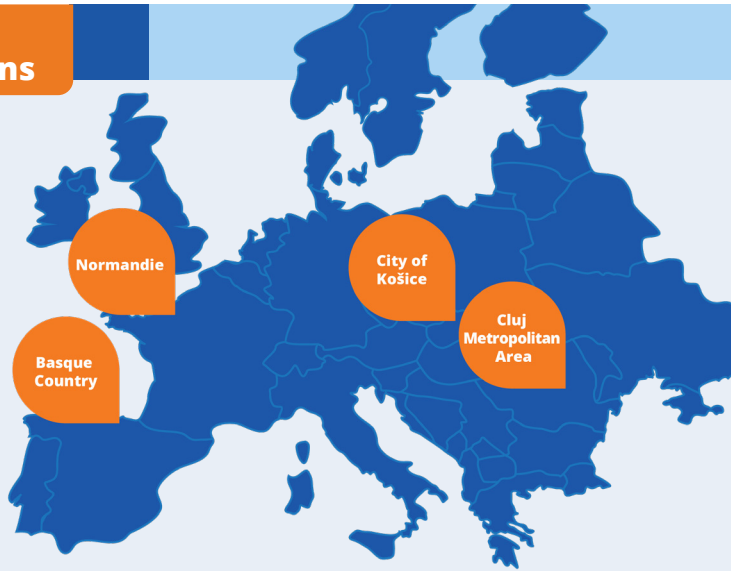 ns
Normandie
City of
Košice
Cluj
Metropolitan
Area
Basque
Country